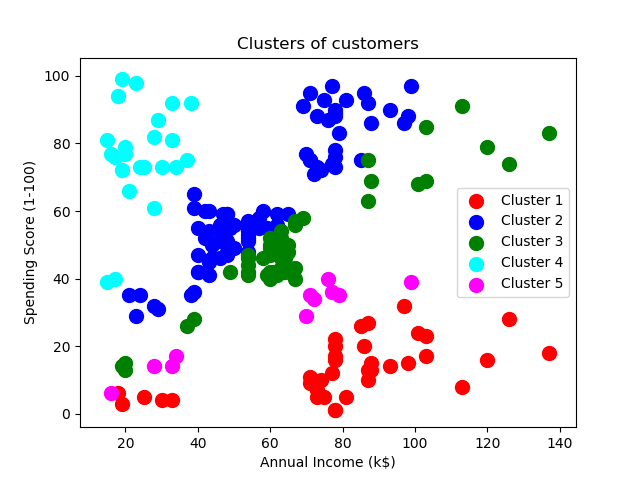 Clusters of customers
100
80
60
40
20
0
Spending Score (1-100)
Cluster 1
Cluster 2
Cluster 3
Cluster 4
Cluster 5
20 40 60 80 100 120 140
Annual Income (k$)